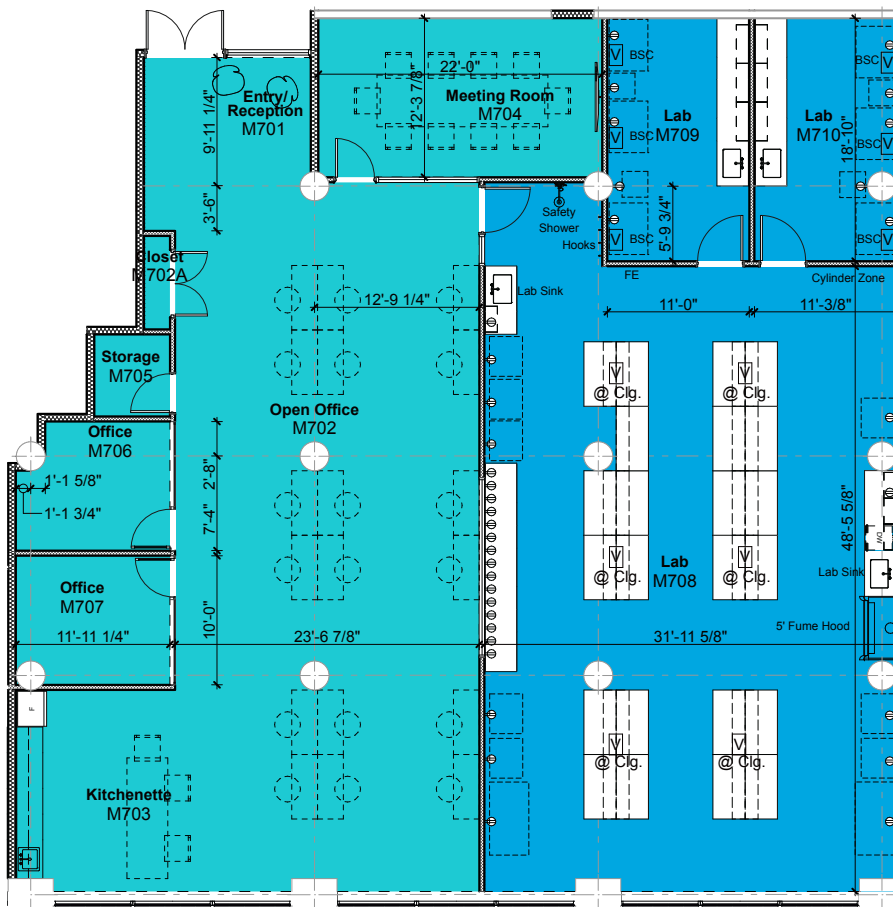 22'-0"
BSC
BSC
Entry/
Reception
M701
Meeting Room
M704
12'-3 7/8"
9'-11 1/4"
Lab
M709
Lab
M710
18'-10"
V
V
V
V
BSC
BSC
3'-6"
Safety
Shower
Hooks
5'-9 3/4"
V
BSC
V
BSC
Closet
M702A
FE
Cylinder Zone
Lab Sink
12'-9 1/4"
11'-0"
11'-3/8"
Storage
M705
V
@ Clg.
V
@ Clg.
Open Office
M702
Office
M706
1'-1 5/8"
2'-8"
1'-1 3/4"
7'-4"
48'-5 5/8"
DW
V
@ Clg.
V
@ Clg.
Lab
M708
Lab Sink
Office
M707
10'-0"
5' Fume Hood
11'-11 1/4"
23'-6 7/8"
31'-11 5/8"
F
V
@ Clg.
V
@ Clg.
Kitchenette
M703